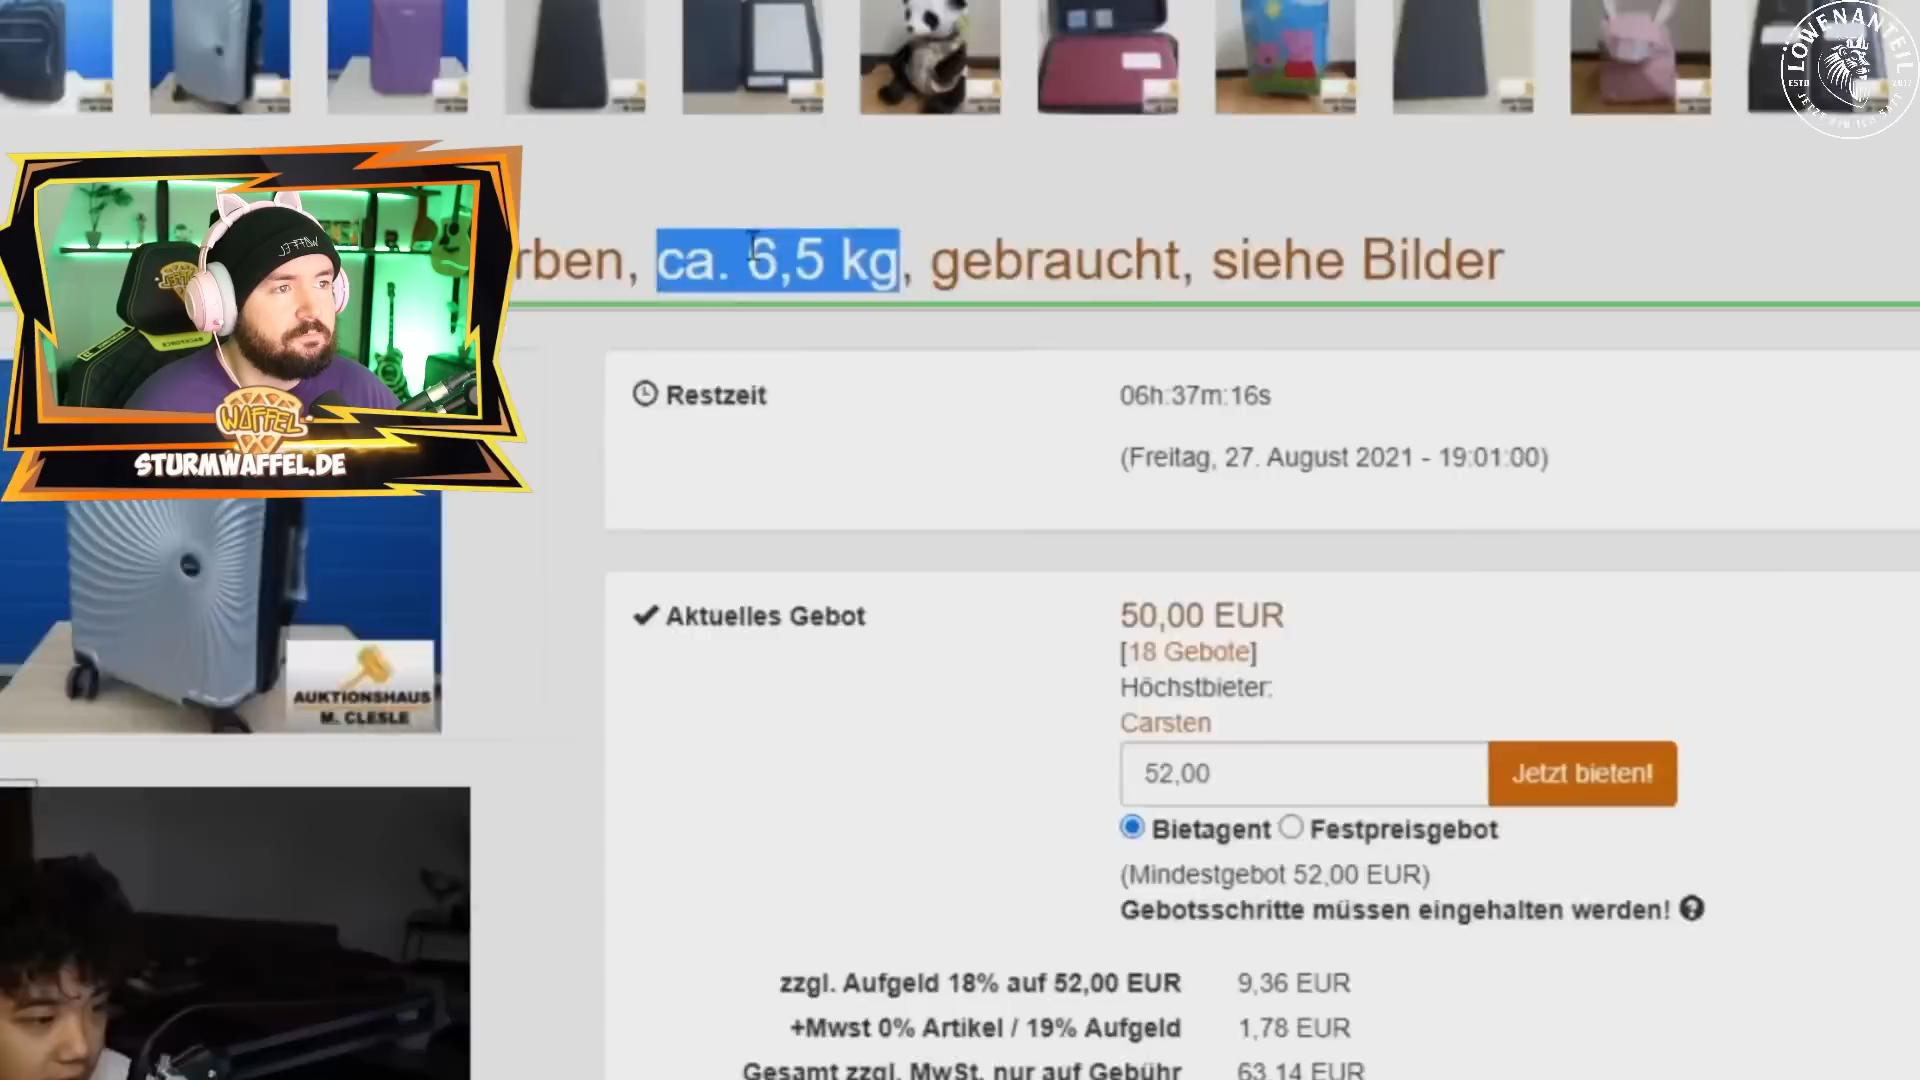 LÖWENANTEIL
ESTD 2017
rben, ca. 6,5 kg, gebraucht, siehe Bilder
WAFFEL
STURMWAFFEL.DE
Restzeit
06h:37m:16s
(Freitag, 27. August 2021 - 19:01:00)
AUKTIONSHAUS
M. CLESLE
Aktuelles Gebot
50,00 EUR
[18 Gebote]
Höchstbieter:
Carsten
52,00
Jetzt bieten!
Bietagent Festpreisgebot
(Mindestgebot 52,00 EUR)
Gebotsschritte müssen eingehalten werden!
zzgl. Aufgeld 18% auf 52,00 EUR 9,36 EUR
+Mwst 0% Artikel / 19% Aufgeld 1,78 EUR
Gesamt zzgl. MwSt. nur auf Gebühr 63,14 EUR